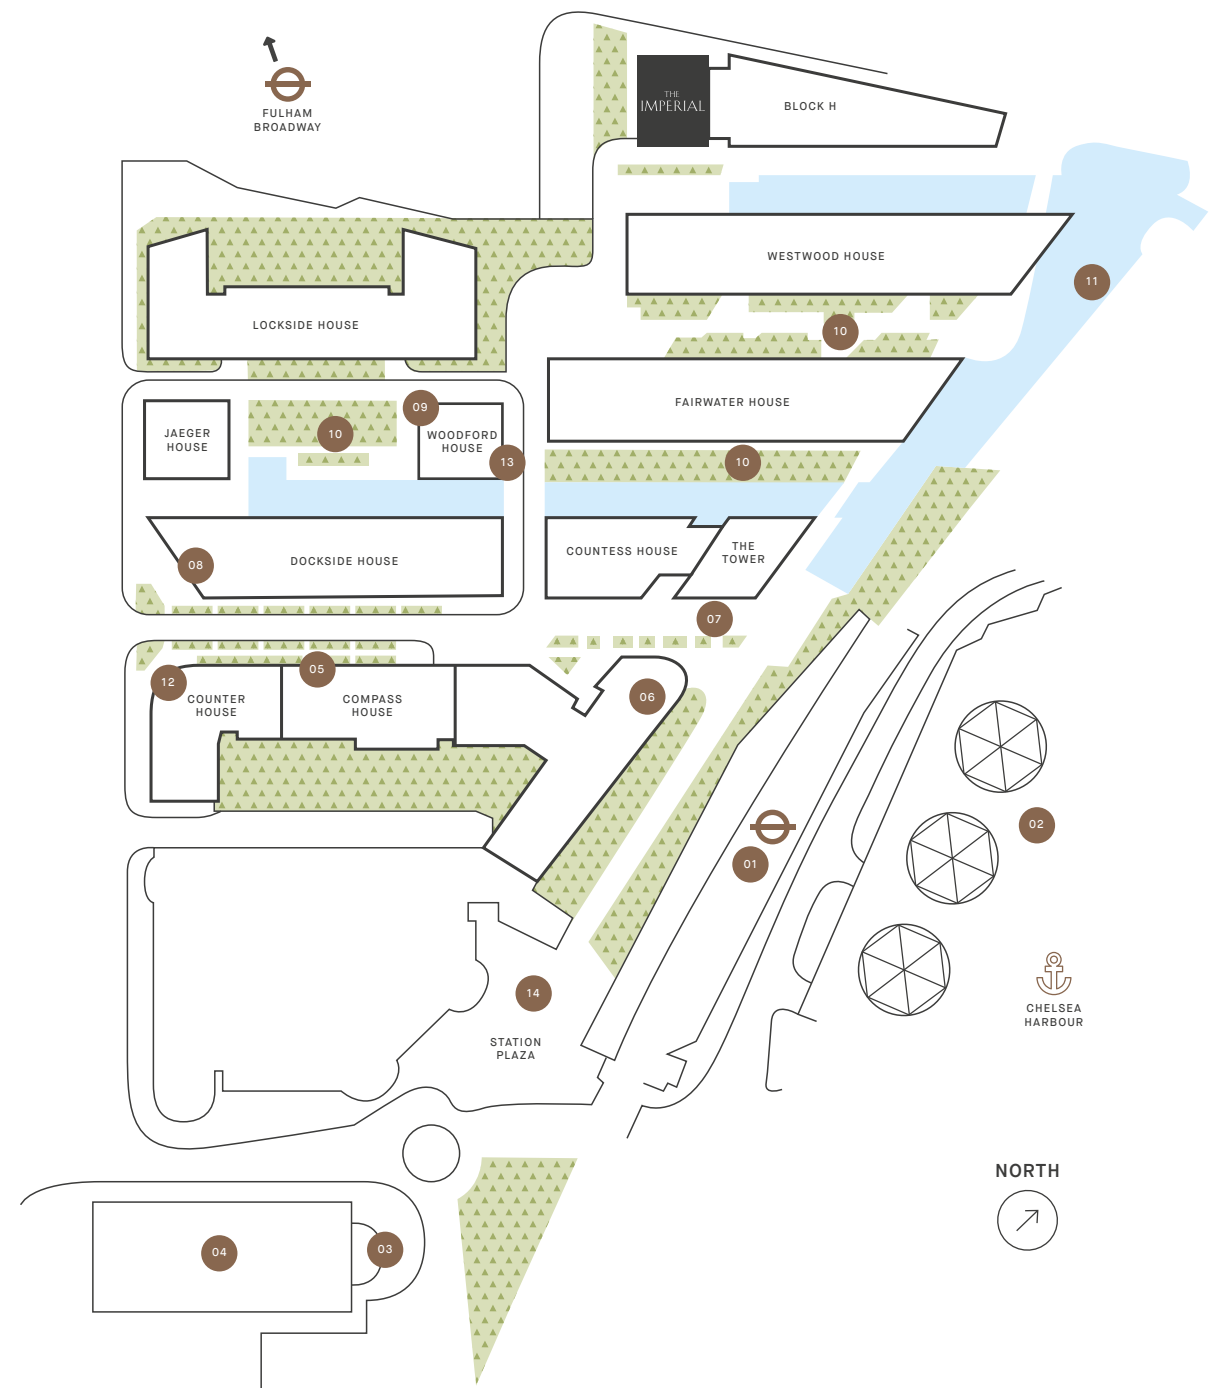 FULHAM
BROADWAY
THE
IMPERIAL
BLOCK H
WESTWOOD HOUSE
11
LOCKSIDE HOUSE
10
FAIRWATER HOUSE
09
JAEGER
HOUSE
10
WOODFORD
HOUSE
13
10
08
DOCKSIDE HOUSE
COUNTESS HOUSE
THE
TOWER
07
12
05
COUNTER
HOUSE
COMPASS
HOUSE
06
01
02
14
STATION
PLAZA
CHELSEA
HARBOUR
NORTH
04
03